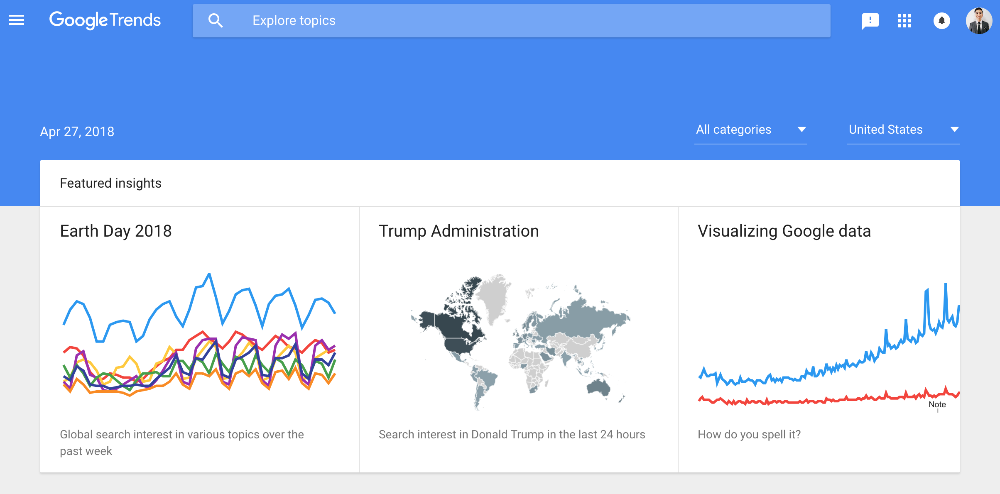 Google Trends
Explore topics
Apr 27, 2018
All categories
United States
Featured insights
Earth Day 2018
Trump Administration
Visualizing Google data
Note
Global search interest in various topics over the
past week
Search interest in Donald Trump in the last 24 hours
How do you spell it?